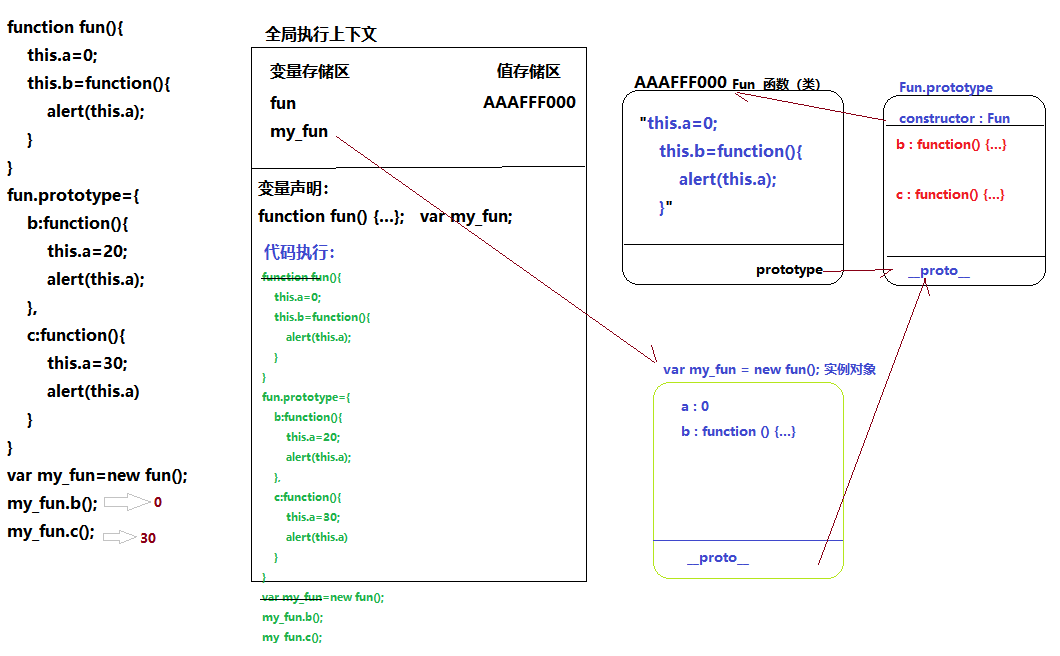 function fun(){
this.a=0;
this.b=function(){
alert(this.a);
}
}
fun.prototype={
b:function(){
this.a=20;
alert(this.a);
},
c:function(){
this.a=30;
alert(this.a)
}
}
var my_fun=new fun();
my_fun.b(); 0
my_fun.c(); 30
全局执行上下文
变量存储区 值存储区
fun AAAFFF000
my_fun
变量声明：
function fun() {...}; var my_fun;
代码执行：
function fun(){
this.a=0;
this.b=function(){
alert(this.a);
}
}
fun.prototype={
b:function(){
this.a=20;
alert(this.a);
},
c:function(){
this.a=30;
alert(this.a)
}
}
var my_fun=new fun();
my_fun.b();
my_fun.c();
AAAFFF000 Fun 函数（类）
"this.a=0;
this.b=function(){
alert(this.a);
}"
prototype
Fun.prototype
constructor : Fun
b : function() {...}
c : function() {...}
__proto__
var my_fun = new fun(); 实例对象
a : 0
b : function () {...}
__proto__